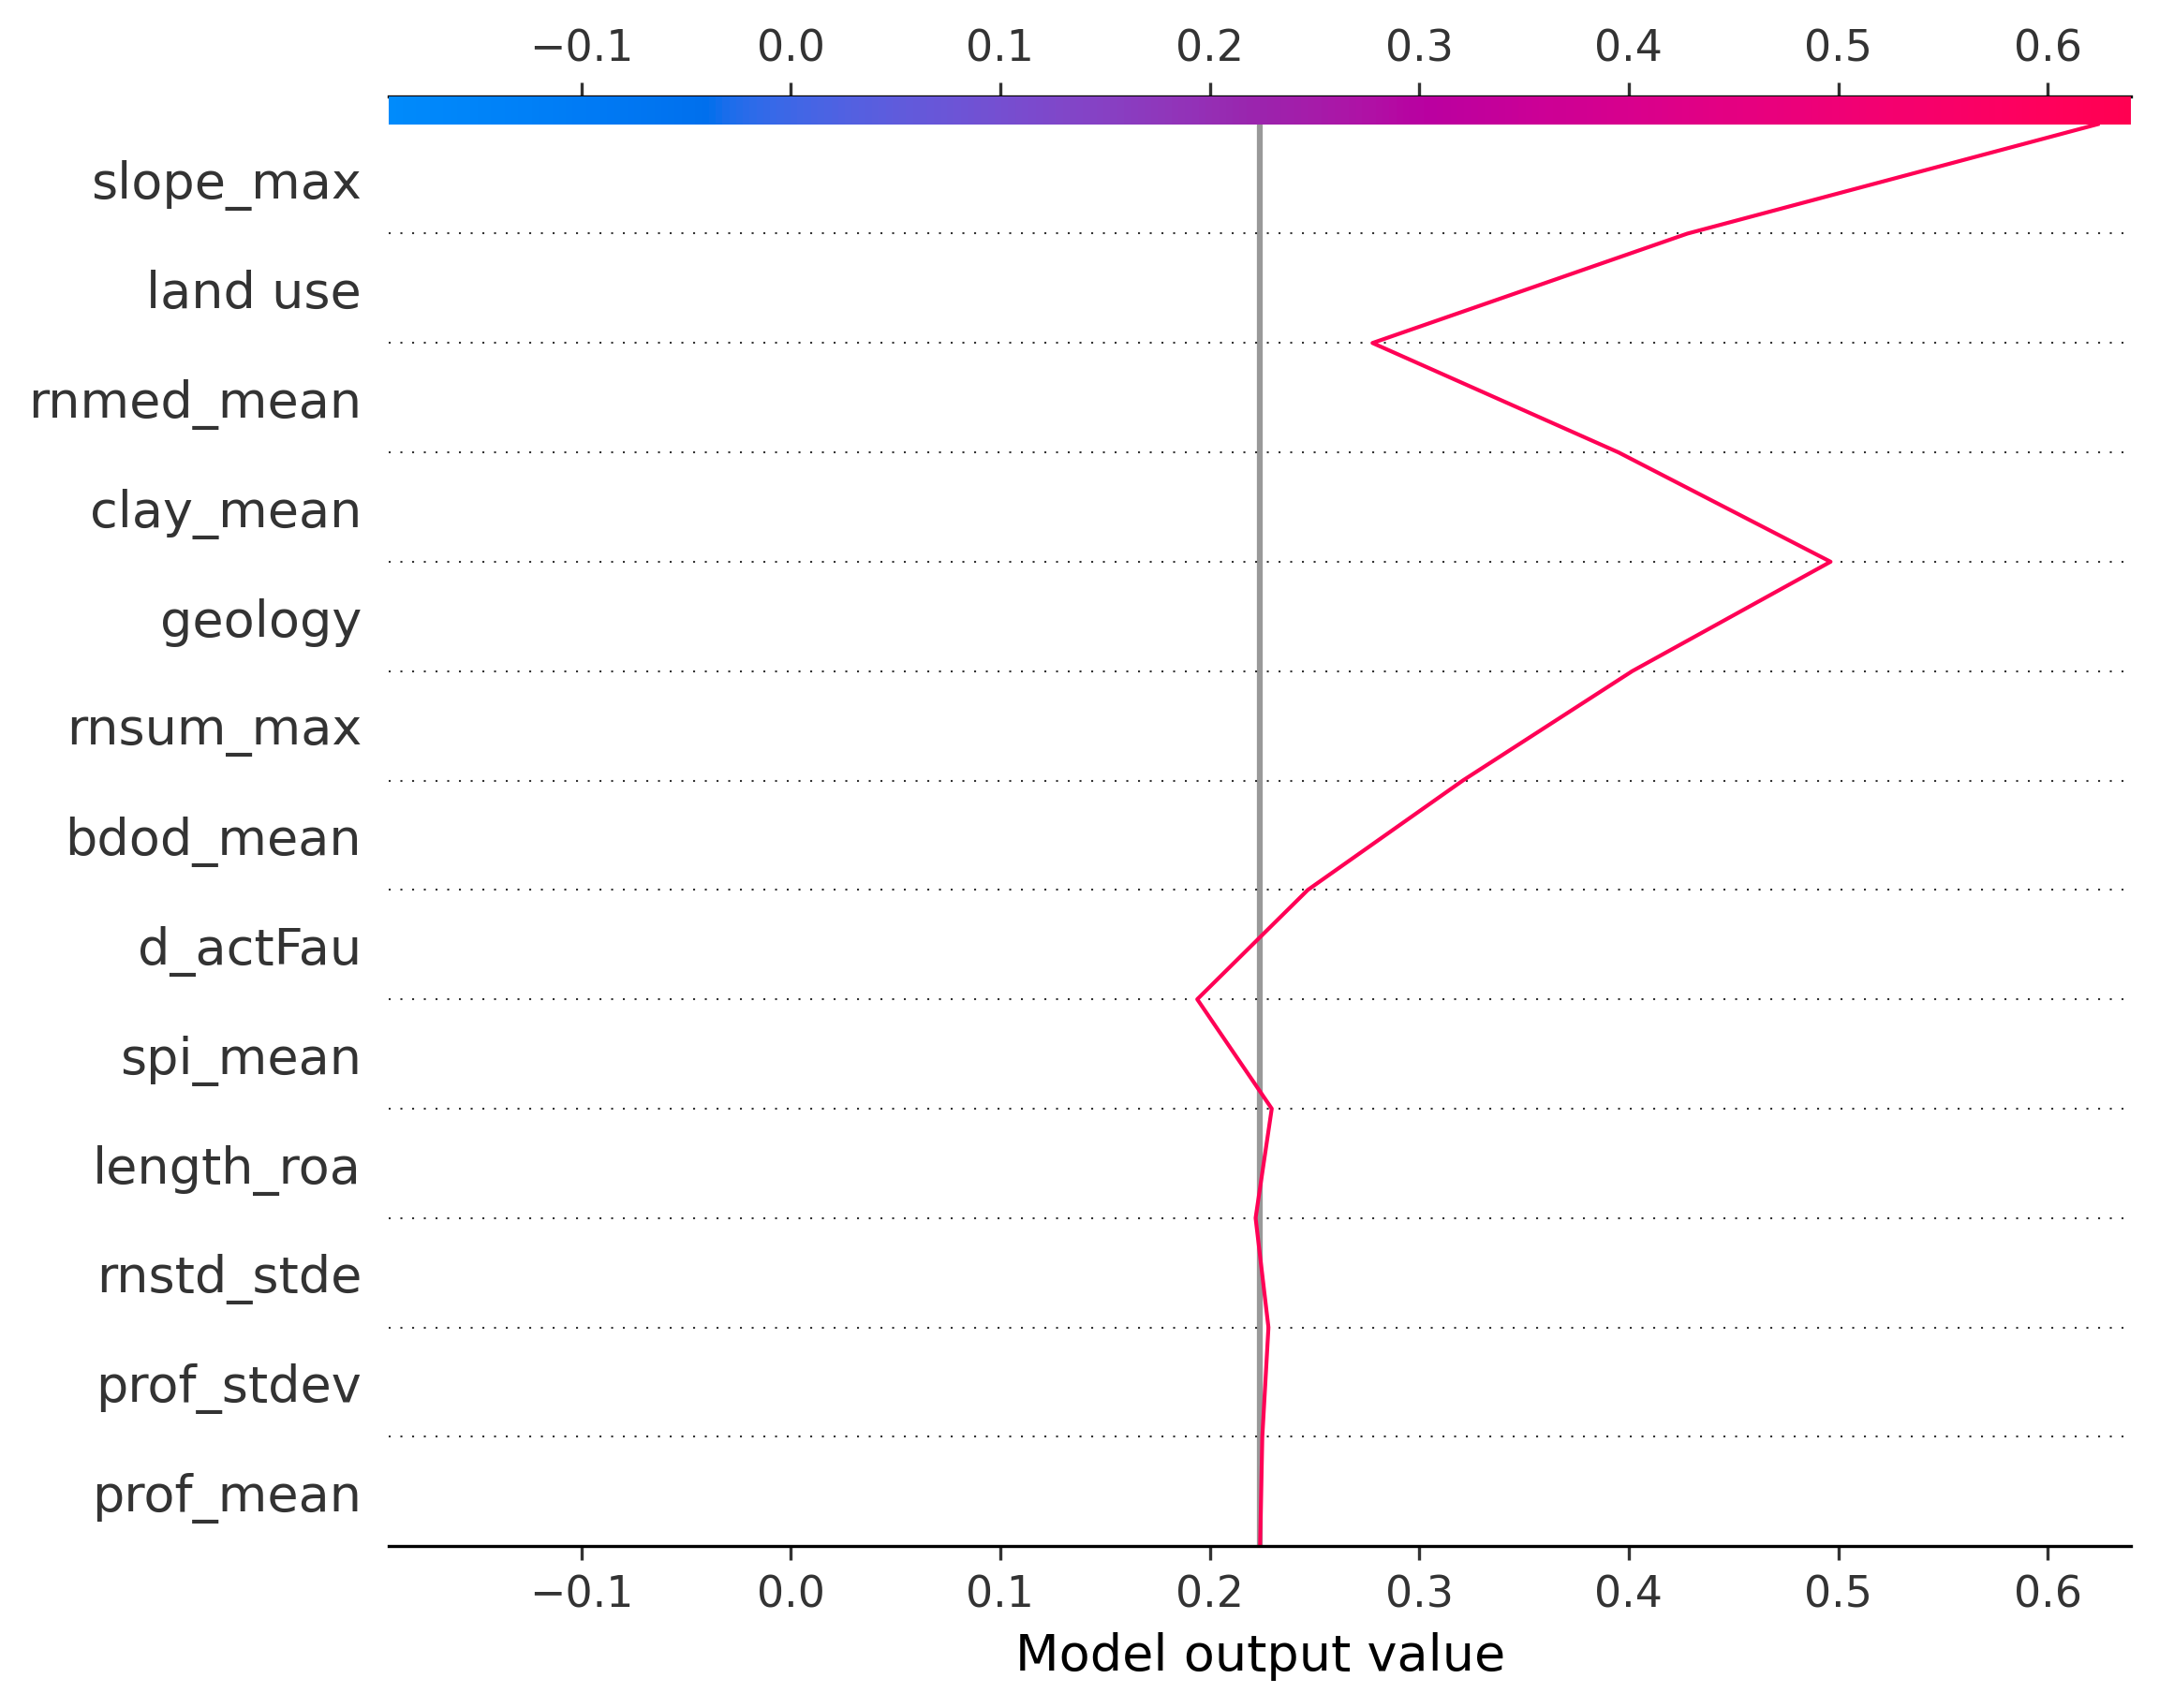 −0.1 0.0 0.1 0.2 0.3 0.4 0.5 0.6
slope_max
land use
rnmed_mean
clay_mean
geology
rnsum_max
bdod_mean
d_actFau
spi_mean
length_roa
rnstd_stde
prof_stdev
prof_mean
−0.1 0.0 0.1 0.2 0.3 0.4 0.5 0.6
Model output value